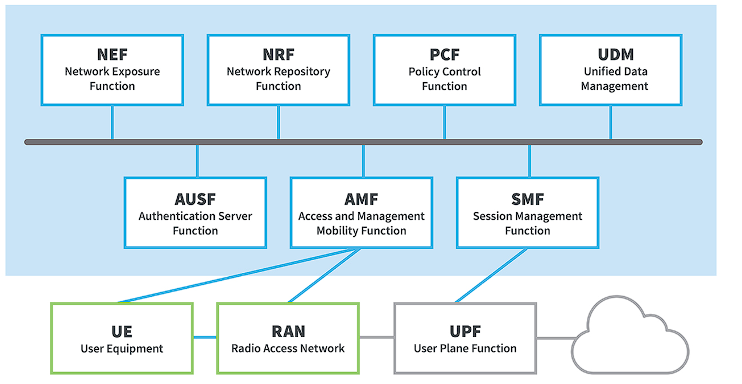 NEF
Network Exposure
Function
NRF
Network Repository
Function
PCF
Policy Control
Function
UDM
Unified Data
Management
AUSF
Authentication Server
Function
AMF
Access and Management
Mobility Function
SMF
Session Management
Function
UE
User Equipment
RAN
Radio Access Network
UPF
User Plane Function